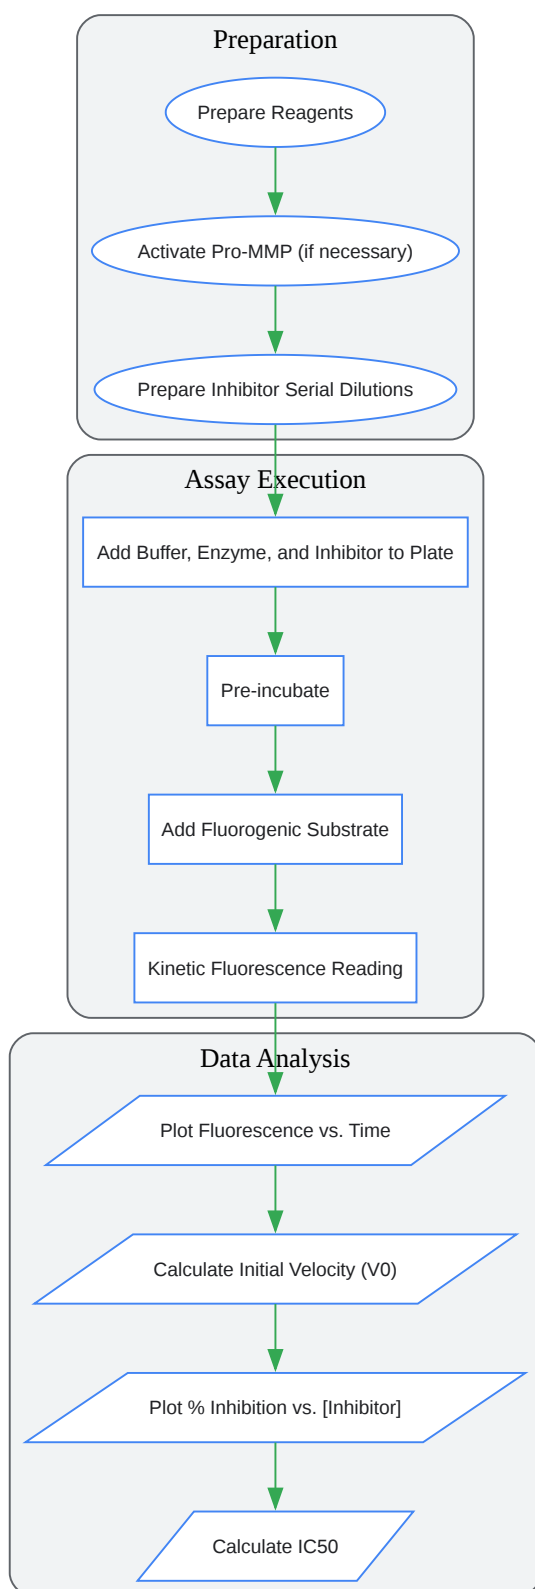 Preparation
Prepare Reagents
Activate Pro-MMP (if necessary)
Prepare Inhibitor Serial Dilutions
Assay Execution
Add Buffer, Enzyme, and Inhibitor to Plate
Pre-incubate
Add Fluorogenic Substrate
Kinetic Fluorescence Reading
Data Analysis
Plot Fluorescence vs. Time
Calculate Initial Velocity (V0)
Plot % Inhibition vs. [Inhibitor]
Calculate IC50